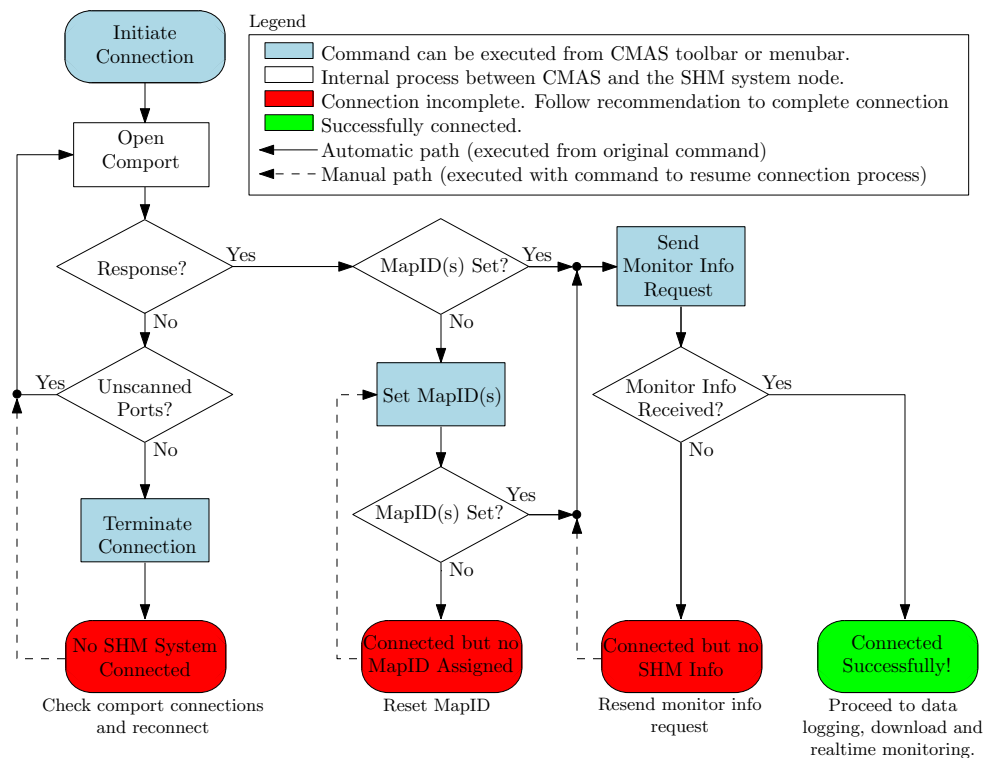 Initiate
Connection
Legend
Command can be executed from CMAS toolbar or menubar.
Internal process between CMAS and the SHM system node.
Connection incomplete. Follow recommendation to complete connection
Successfully connected.
Automatic path (executed from original command)
Manual path (executed with command to resume connection process)
Open
Comport
Response?
Yes
No
MapID(s) Set?
Yes
No
Send
Monitor Info
Request
Unscanned
Ports?
Yes
No
Set MapID(s)
Monitor Info
Received?
Yes
No
MapID(s) Set?
Yes
No
Terminate
Connection
No SHM System
Connected
Check comport connections
and reconnect
Connected but no
MapID Assigned
Reset MapID
Connected but no
SHM Info
Resend monitor info
request
Connected
Successfully!
Proceed to data
logging, download and
realtime monitoring.